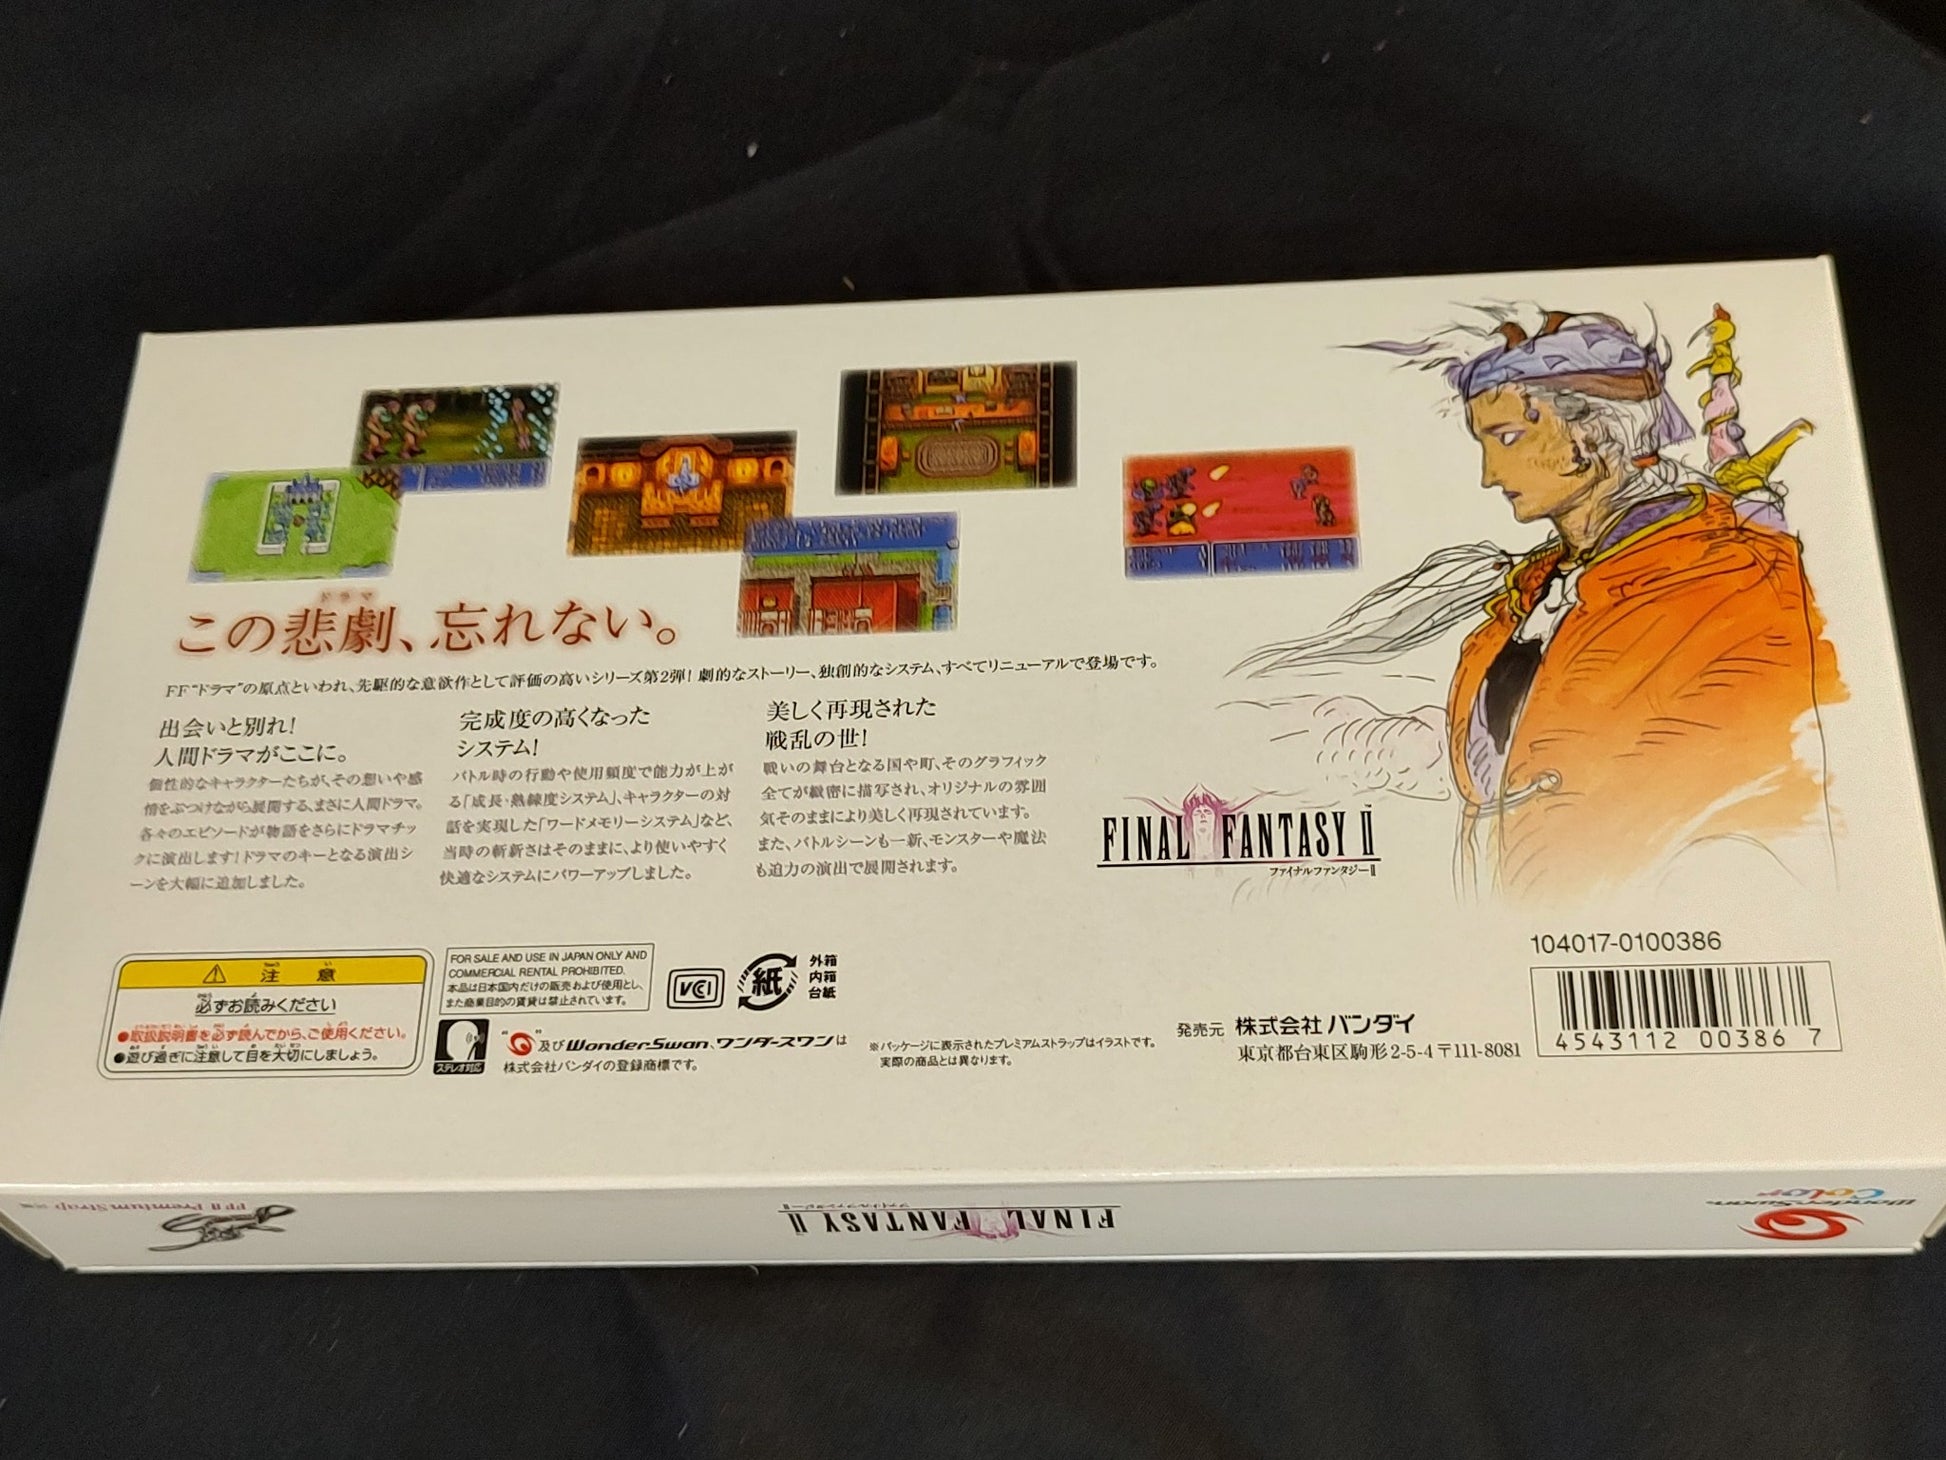 ドラマ
この悲劇、忘れない。
FF“ドラマ”の原点といわれ、先駆的な意欲作として評価の高いシリーズ第2弾! 劇的なストーリー、独創的なシステム、すべてリニューアルで登場です。
出会いと別れ!
人間ドラマがここに。
個性的なキャラクターたちが、その想いや感
情をぶつけながら展開する、まさに人間ドラマ。
各々のエピソードが物語をさらにドラマチッ
クに演出します!ドラマのキーとなる演出シ
ーンを大幅に追加しました。
完成度の高くなった
システム!
バトル時の行動や使用頻度で能力が上が
る「成長・熟練度システム」、キャラクターの対
話を実現した「ワードメモリーシステム」など、
当時の斬新さはそのままに、より使いやすく
快適なシステムにパワーアップしました。
美しく再現された
戦乱の世!
戦いの舞台となる国や町、そのグラフィック
全てが緻密に描写され、オリジナルの雰囲
気そのままにより美しく再現されています。
また、バトルシーンも一新、モンスターや魔法
も迫力の演出で展開されます。
FINAL FANTASY II
ファイナルファンタジーII
注意
必ずお読みください
●取扱説明書を必ず読んでから、ご使用ください。
●遊び過ぎに注意して目を大切にしましょう。
FOR SALE AND USE IN JAPAN ONLY AND
COMMERCIAL RENTAL PROHIBITED.
本品は日本国内だけの販売および使用とし、
また商業目的の賃貸は禁止されています。
VCI
紙
外箱
内箱
台紙
ステレオ対応
“ ”及びWonderSwan、ワンダースワンは
株式会社バンダイの登録商標です。
※パッケージに表示されたプレミアムストラップはイラストです。
実際の商品とは異なります。
発売元 株式会社 バンダイ
東京都台東区駒形2-5-4 〒111-8081
104017-0100386
4543112 00386 7
FF II Premium Strap
FINAL FANTASY II
ファイナルファンタジーII
WonderSwan
Color